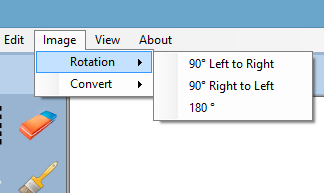 Edit Image View About
Rotation
Convert
90° Left to Right
90° Right to Left
180 °